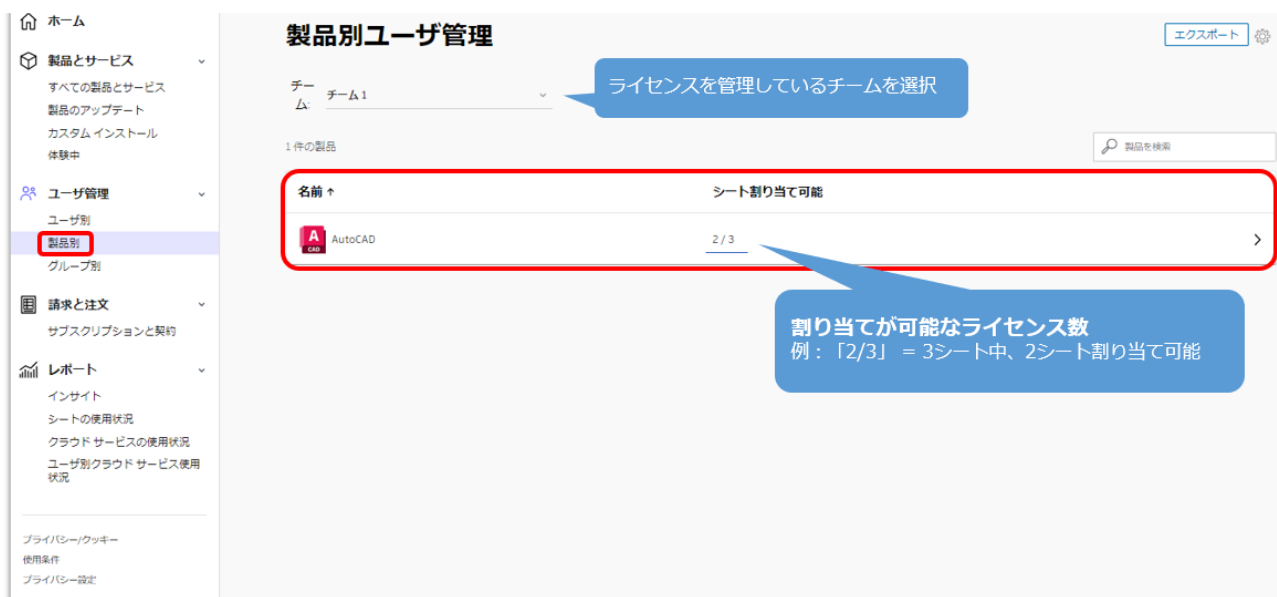 ホーム
製品とサービス
すべての製品とサービス
製品のアップデート
カスタム インストール
体験中
ユーザ管理
ユーザ別
製品別
グループ別
請求と注文
サブスクリプションと契約
レポート
インサイト
シートの使用状況
クラウド サービスの使用状況
ユーザ別クラウド サービス使用
状況
プライバシー/クッキー
使用条件
プライバシー設定
製品別ユーザ管理
エクスポート
チー
ム:
チーム1
ライセンスを管理しているチームを選択
1 件の製品
製品を検索
名前 ↑
シート割り当て可能
A
CAD
AutoCAD
2 / 3
割り当てが可能なライセンス数
例:「2/3」 = 3シート中、2シート割り当て可能